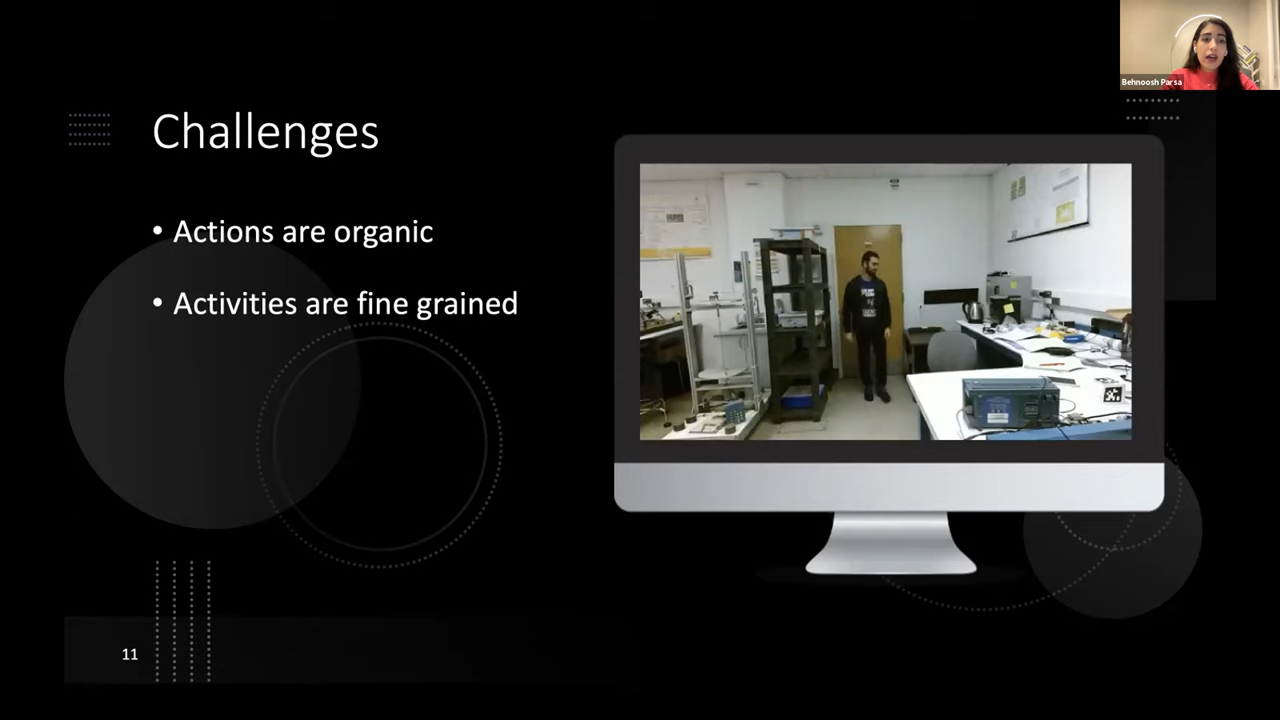 Behnoosh Parsa
Challenges
• Actions are organic
• Activities are fine grained
11